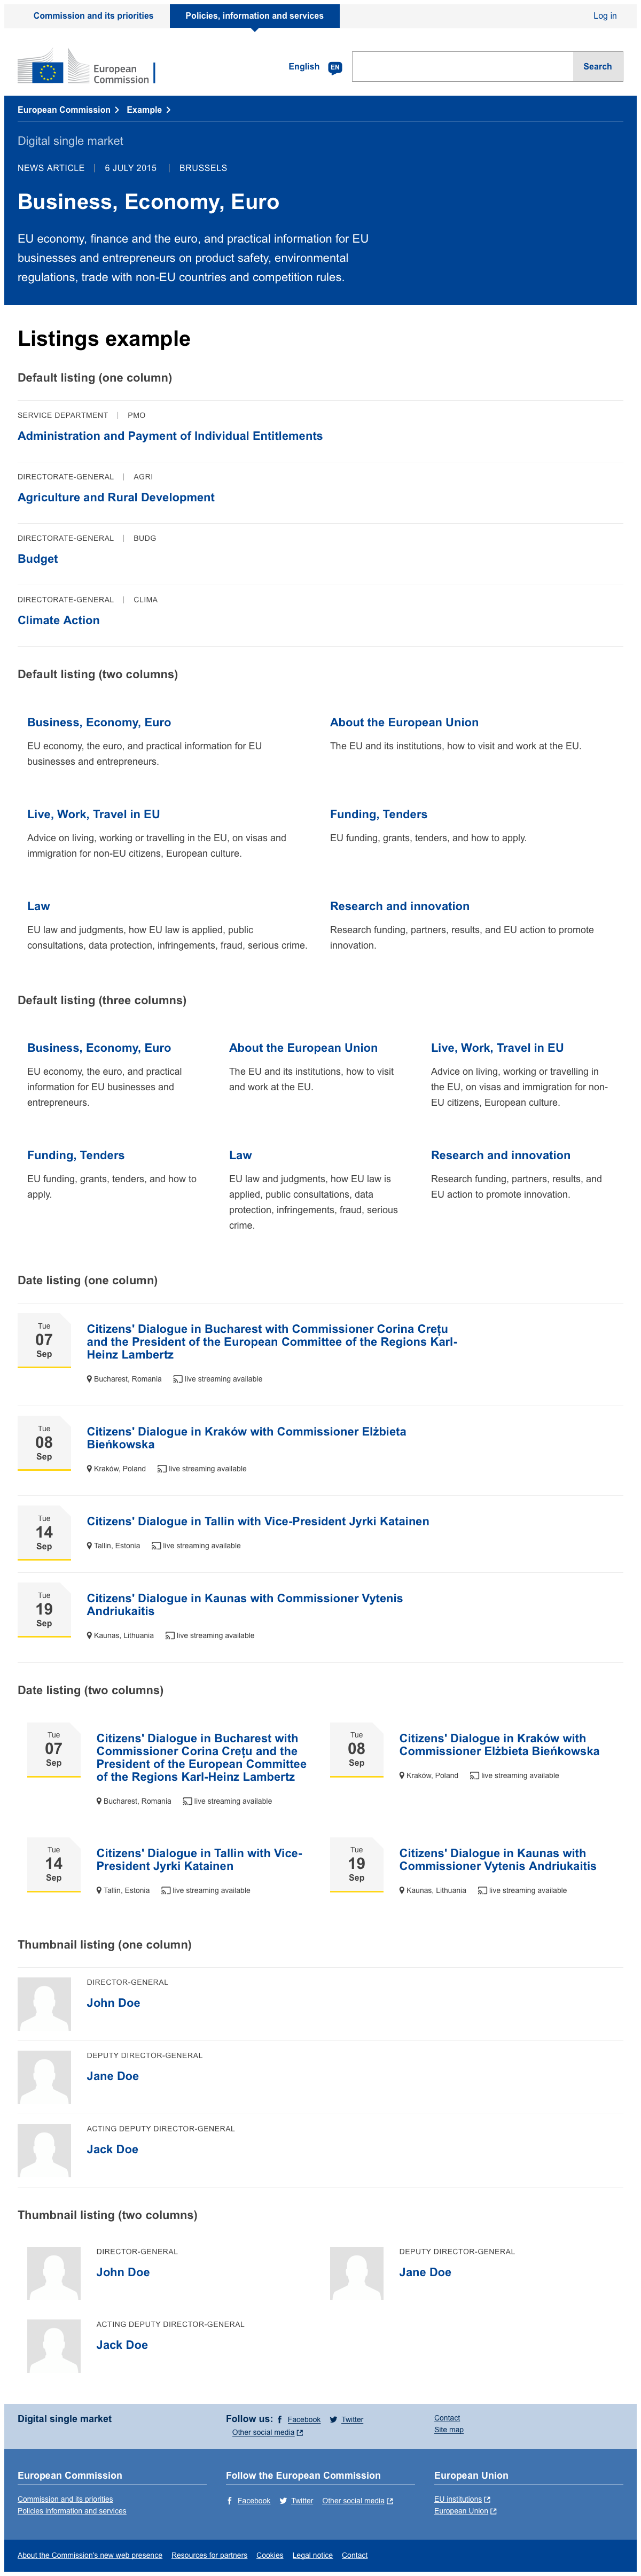 Commission and its priorities
Policies, information and services
Log in
European
Commission
English
EN
Search
European Commission
Example
Digital single market
NEWS ARTICLE | 6 JULY 2015 | BRUSSELS
Business, Economy, Euro
EU economy, finance and the euro, and practical information for EU
businesses and entrepreneurs on product safety, environmental
regulations, trade with non-EU countries and competition rules.
Listings example
Default listing (one column)
SERVICE DEPARTMENT | PMO
Administration and Payment of Individual Entitlements
DIRECTORATE-GENERAL | AGRI
Agriculture and Rural Development
DIRECTORATE-GENERAL | BUDG
Budget
DIRECTORATE-GENERAL | CLIMA
Climate Action
Default listing (two columns)
Business, Economy, Euro
EU economy, the euro, and practical information for EU
businesses and entrepreneurs.
About the European Union
The EU and its institutions, how to visit and work at the EU.
Live, Work, Travel in EU
Advice on living, working or travelling in the EU, on visas and
immigration for non-EU citizens, European culture.
Funding, Tenders
EU funding, grants, tenders, and how to apply.
Law
EU law and judgments, how EU law is applied, public
consultations, data protection, infringements, fraud, serious crime.
Research and innovation
Research funding, partners, results, and EU action to promote
innovation.
Default listing (three columns)
Business, Economy, Euro
EU economy, the euro, and practical
information for EU businesses and
entrepreneurs.
About the European Union
The EU and its institutions, how to visit
and work at the EU.
Live, Work, Travel in EU
Advice on living, working or travelling in
the EU, on visas and immigration for non-
EU citizens, European culture.
Funding, Tenders
EU funding, grants, tenders, and how to
apply.
Law
EU law and judgments, how EU law is
applied, public consultations, data
protection, infringements, fraud, serious
crime.
Research and innovation
Research funding, partners, results, and
EU action to promote innovation.
Date listing (one column)
Tue
07
Sep
Citizens' Dialogue in Bucharest with Commissioner Corina Crețu
and the President of the European Committee of the Regions Karl-
Heinz Lambertz
Bucharest, Romania live streaming available
Tue
08
Sep
Citizens' Dialogue in Kraków with Commissioner Elżbieta
Bieńkowska
Kraków, Poland live streaming available
Tue
14
Sep
Citizens' Dialogue in Tallin with Vice-President Jyrki Katainen
Tallin, Estonia live streaming available
Tue
19
Sep
Citizens' Dialogue in Kaunas with Commissioner Vytenis
Andriukaitis
Kaunas, Lithuania live streaming available
Date listing (two columns)
Tue
07
Sep
Citizens' Dialogue in Bucharest with
Commissioner Corina Crețu and the
President of the European Committee
of the Regions Karl-Heinz Lambertz
Bucharest, Romania live streaming available
Tue
08
Sep
Citizens' Dialogue in Kraków with
Commissioner Elżbieta Bieńkowska
Kraków, Poland live streaming available
Tue
14
Sep
Citizens' Dialogue in Tallin with Vice-
President Jyrki Katainen
Tallin, Estonia live streaming available
Tue
19
Sep
Citizens' Dialogue in Kaunas with
Commissioner Vytenis Andriukaitis
Kaunas, Lithuania live streaming available
Thumbnail listing (one column)
DIRECTOR-GENERAL
John Doe
DEPUTY DIRECTOR-GENERAL
Jane Doe
ACTING DEPUTY DIRECTOR-GENERAL
Jack Doe
Thumbnail listing (two columns)
DIRECTOR-GENERAL
John Doe
DEPUTY DIRECTOR-GENERAL
Jane Doe
ACTING DEPUTY DIRECTOR-GENERAL
Jack Doe
Digital single market
Follow us: Facebook Twitter
Other social media
Contact
Site map
European Commission
Commission and its priorities
Policies information and services
Follow the European Commission
Facebook Twitter Other social media
European Union
EU institutions
European Union
About the Commission's new web presence Resources for partners Cookies Legal notice Contact